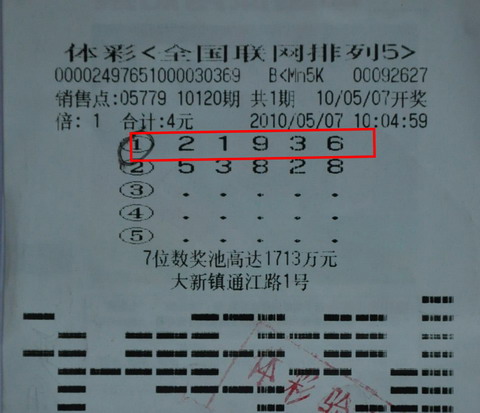 体彩<全国联网排列5>
00002497651000030369 B<Mn5K 00092627
销售点:05779 10120期 共1期 10/05/07开奖
倍: 1 合计:4元 2010/05/07 10:04:59
① 2 1 9 3 6
② 5 3 8 2 8
③ . . . . .
④ . . . . .
⑤ . . . . .
7位数奖池高达1713万元
大新镇通江路1号
体彩验